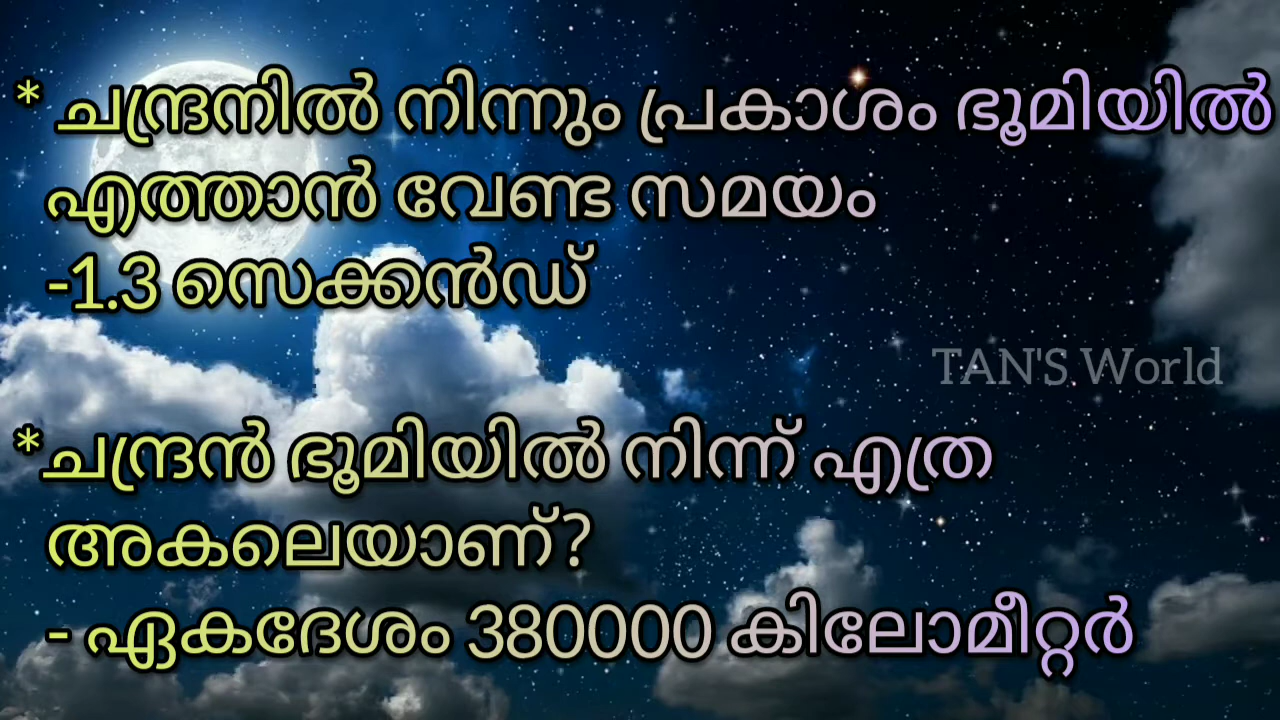 * ചന്ദ്രനിൽ നിന്നും പ്രകാശം ഭൂമിയിൽ
എത്താൻ വേണ്ട സമയം
-1.3 സെക്കൻഡ്
TAN'S World
*ചന്ദ്രൻ ഭൂമിയിൽ നിന്ന് എത്ര
അകലെയാണ്?
- ഏകദേശം 380000 കിലോമീറ്റർ